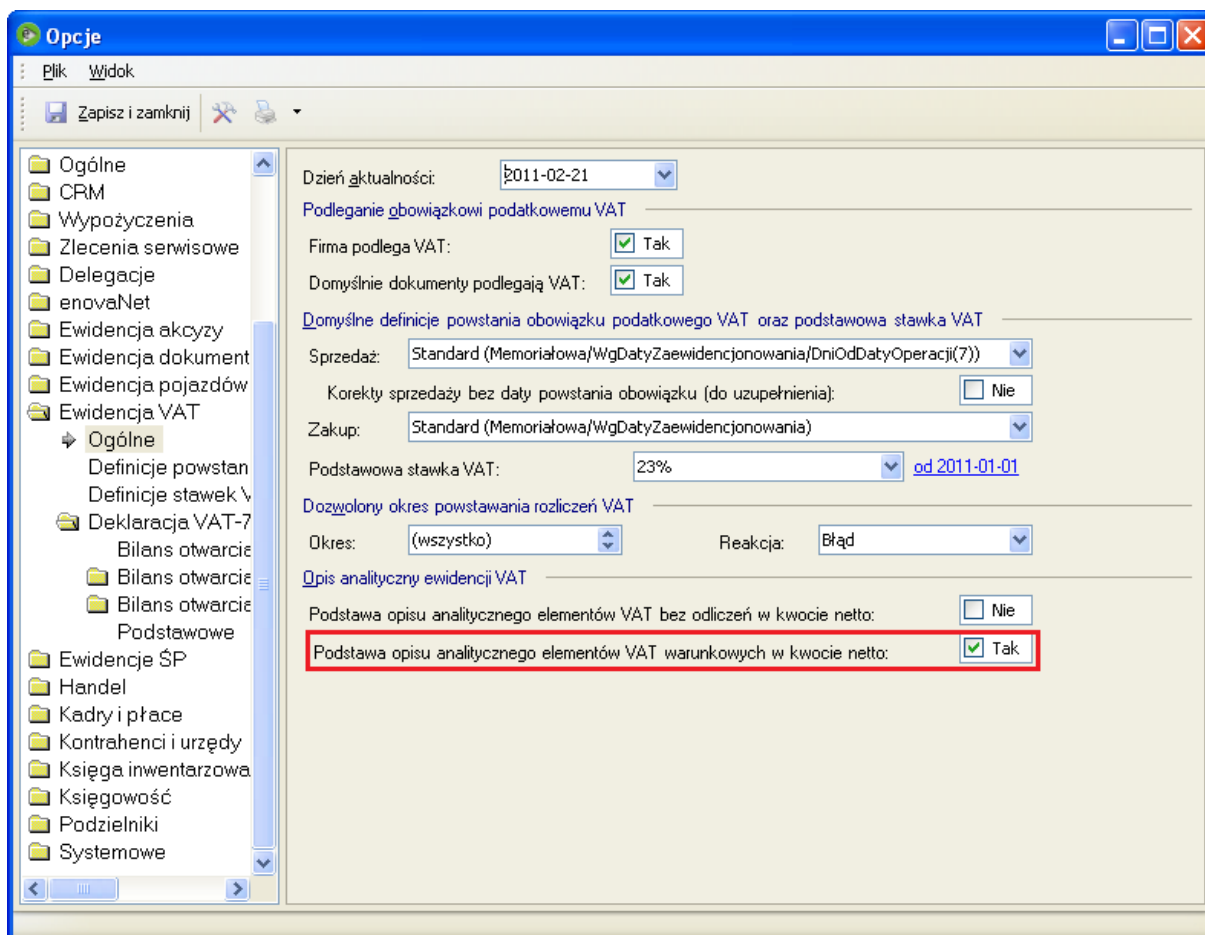 Opcje
Plik Widok
Zapisz i zamknij
Ogólne
CRM
Wypożyczenia
Zlecenia serwisowe
Delegacje
enovaNet
Ewidencja akcyzy
Ewidencja dokument
Ewidencja pojazdów
Ewidencja VAT
Ogólne
Definicje powstan
Definicje stawek V
Deklaracja VAT-7
Bilans otwarcia
Bilans otwarcia
Bilans otwarcia
Podstawowe
Ewidencje ŚP
Handel
Kadry i płace
Kontrahenci i urzędy
Księga inwentarzowa
Księgowość
Podzielniki
Systemowe
Dzień aktualności: 2011-02-21
Podleganie obowiązkowi podatkowemu VAT
Firma podlega VAT: Tak
Domyślnie dokumenty podlegają VAT: Tak
Domyślne definicje powstania obowiązku podatkowego VAT oraz podstawowa stawka VAT
Sprzedaż: Standard (Memoriałowa/WgDatyZaewidencjonowania/DniOdDatyOperacji(7))
Korekty sprzedaży bez daty powstania obowiązku (do uzupełnienia): Nie
Zakup: Standard (Memoriałowa/WgDatyZaewidencjonowania)
Podstawowa stawka VAT: 23% od 2011-01-01
Dozwolony okres powstawania rozliczeń VAT
Okres: (wszystko) Reakcja: Błąd
Opis analityczny ewidencji VAT
Podstawa opisu analitycznego elementów VAT bez odliczeń w kwocie netto: Nie
Podstawa opisu analitycznego elementów VAT warunkowych w kwocie netto: Tak